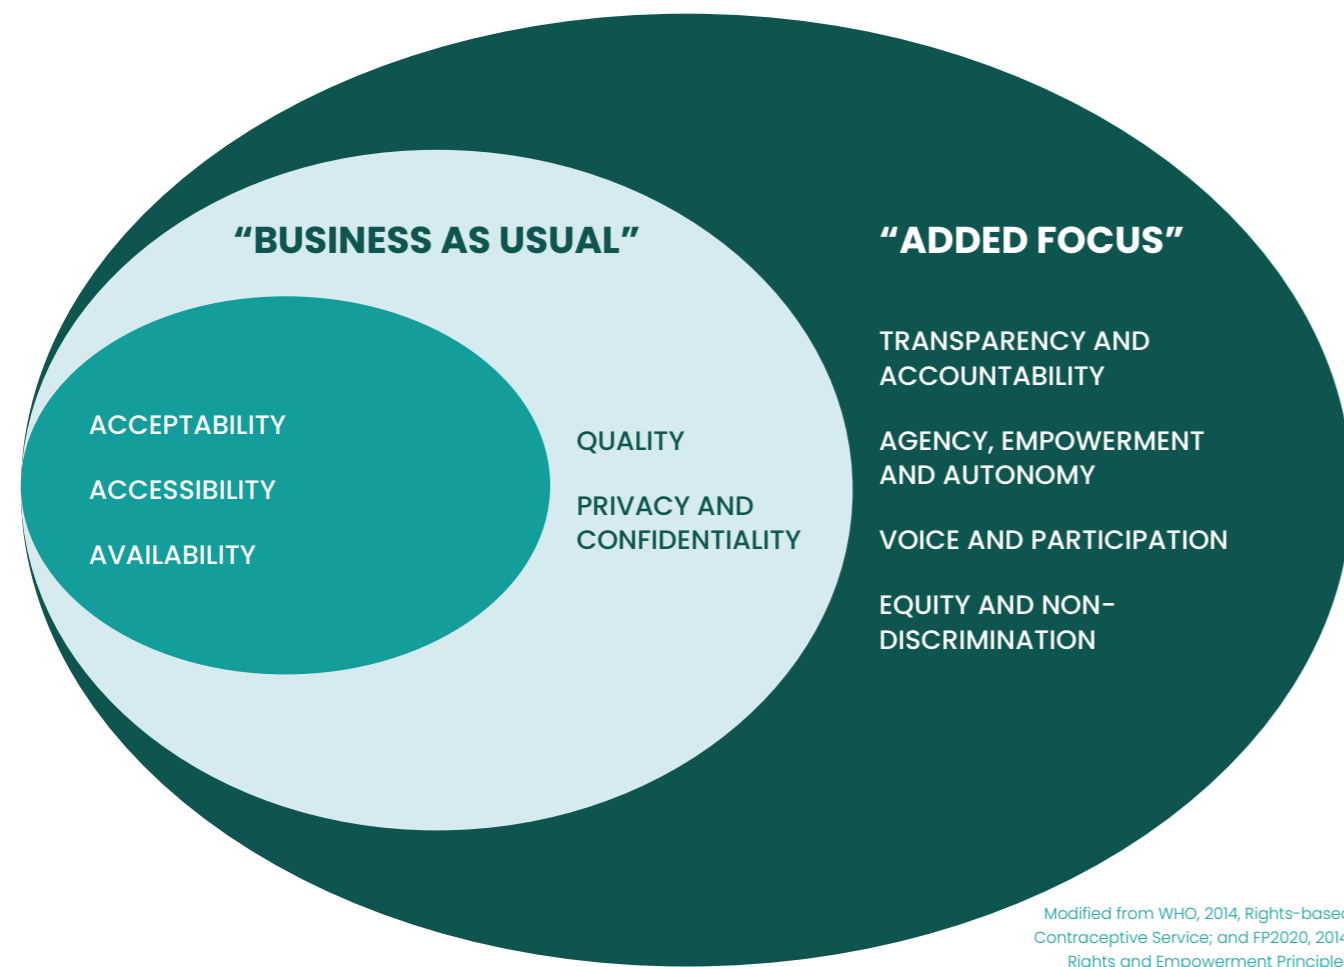 “BUSINESS AS USUAL”
“ADDED FOCUS”
ACCEPTABILITY
ACCESSIBILITY
AVAILABILITY
QUALITY
PRIVACY AND
CONFIDENTIALITY
TRANSPARENCY AND
ACCOUNTABILITY
AGENCY, EMPOWERMENT
AND AUTONOMY
VOICE AND PARTICIPATION
EQUITY AND NON-
DISCRIMINATION
Modified from WHO, 2014, Rights-based
Contraceptive Service; and FP2020, 2014
Rights and Empowerment Principle